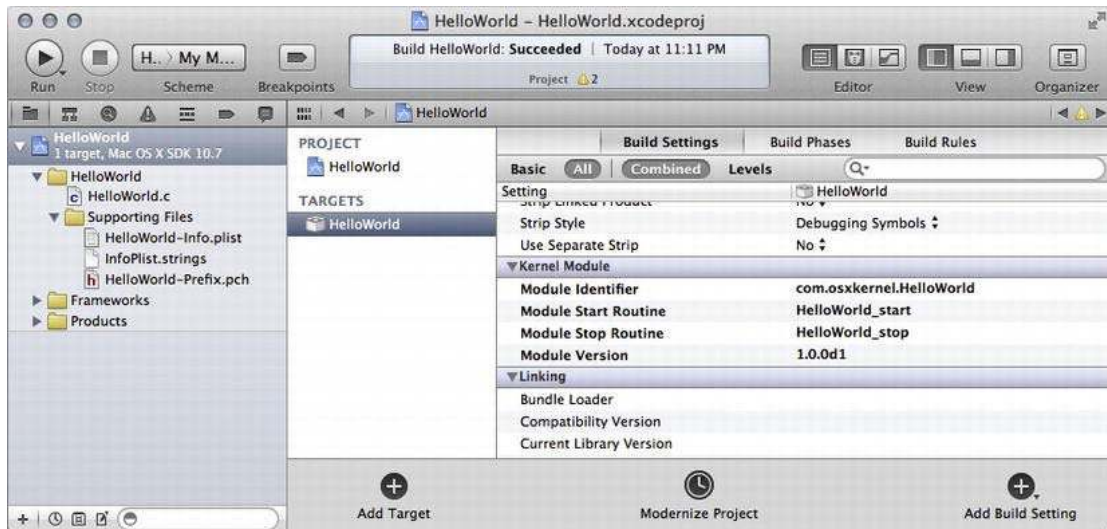 HelloWorld – HelloWorld.xcodeproj
Build HelloWorld: Succeeded | Today at 11:11 PM
Project 2
H.. My M...
Run
Stop
Scheme
Breakpoints
Editor
View
Organizer
HelloWorld
HelloWorld
1 target, Mac OS X SDK 10.7
HelloWorld
c HelloWorld.c
Supporting Files
HelloWorld-Info.plist
InfoPlist.strings
h HelloWorld-Prefix.pch
Frameworks
Products
PROJECT
HelloWorld
TARGETS
HelloWorld
Build Settings
Build Phases
Build Rules
Basic All Combined Levels
Setting HelloWorld
Strip Linked Product No
Strip Style Debugging Symbols
Use Separate Strip No
Kernel Module
Module Identifier com.osxkernel.HelloWorld
Module Start Routine HelloWorld_start
Module Stop Routine HelloWorld_stop
Module Version 1.0.0d1
Linking
Bundle Loader
Compatibility Version
Current Library Version
Add Target
Modernize Project
Add Build Setting